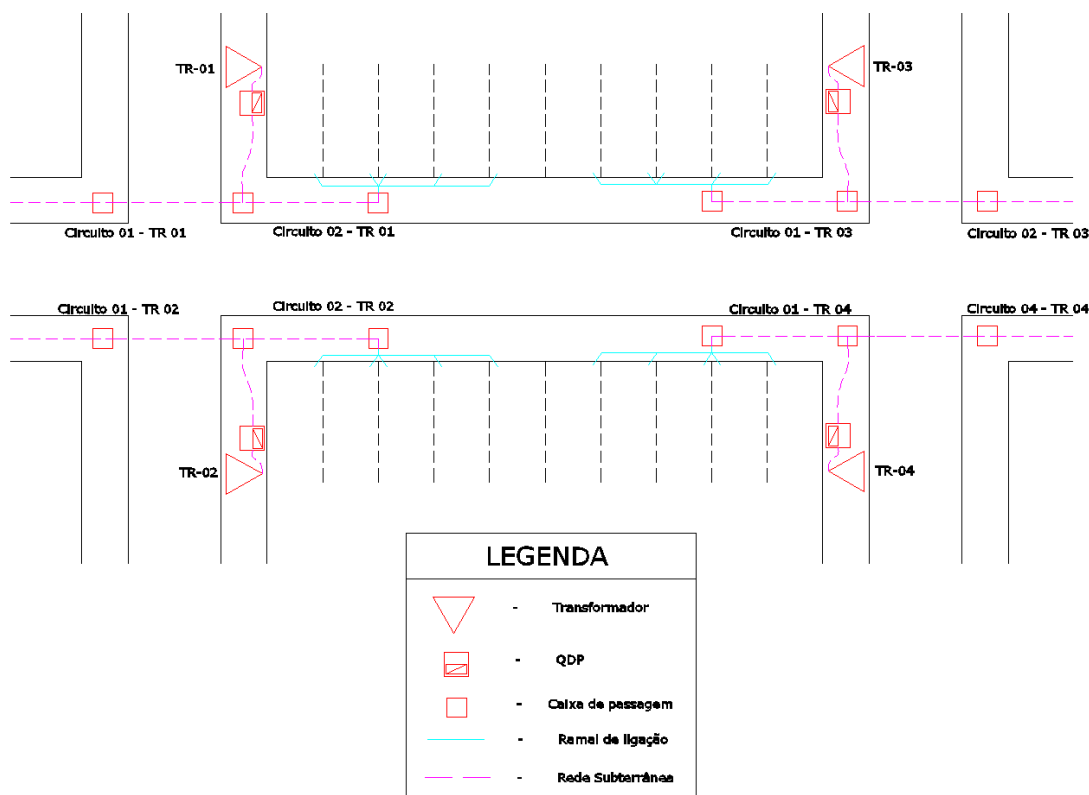 TR-01
TR-03
Circuito 01 - TR 01
Circuito 02 - TR 01
Circuito 01 - TR 03
Circuito 02 - TR 03
Circuito 01 - TR 02
Circuito 02 - TR 02
Circuito 01 - TR 04
Circuito 04 - TR 04
TR-02
TR-04
LEGENDA
- Transformador
- QDP
- Caixa de passagem
- Ramal de ligação
- Rede Subterrânea